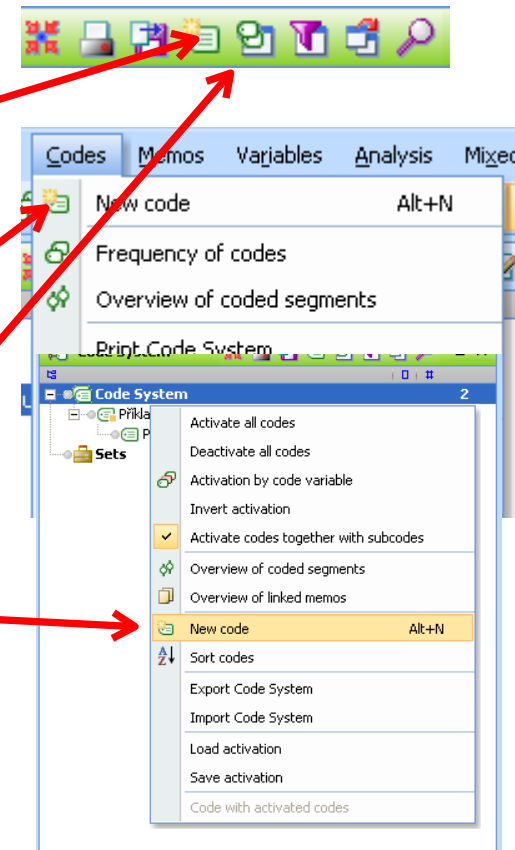 Codes Memos Variables Analysis
New code Alt+N
Frequency of codes
Overview of coded segments
Print Code System
Code System 2
Sets
Activate all codes
Deactivate all codes
Activation by code variable
Invert activation
Activate codes together with subcodes
Overview of coded segments
Overview of linked memos
New code Alt+N
Sort codes
Export Code System
Import Code System
Load activation
Save activation
Code with activated codes